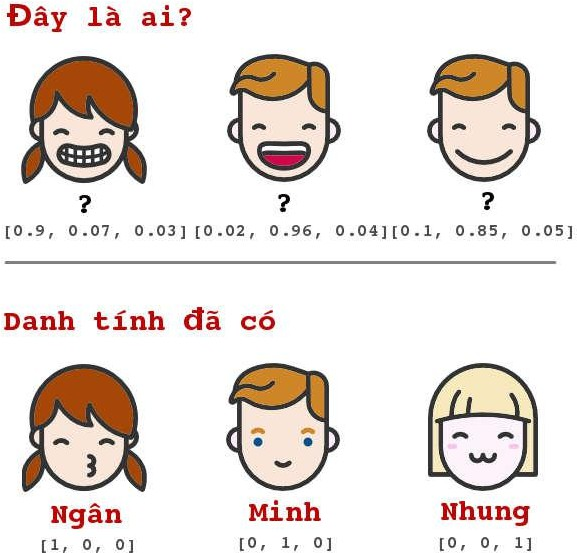 Đây là ai?
? ? ?
[0.9, 0.07, 0.03] [0.02, 0.96, 0.04] [0.1, 0.85, 0.05]
Danh tính đã có
Ngân Minh Nhung
[1, 0, 0] [0, 1, 0] [0, 0, 1]